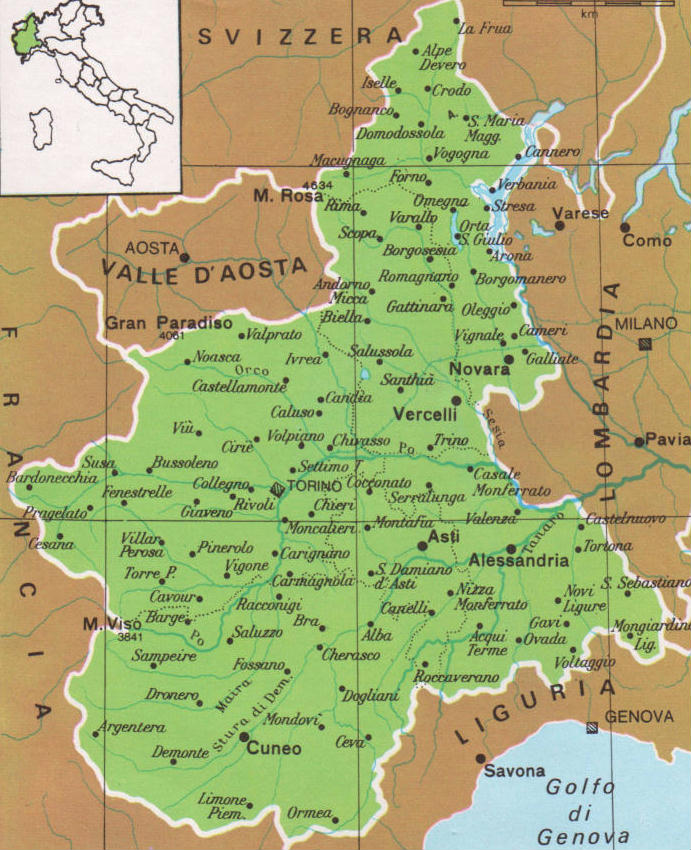 km
SVIZZERA
La Frua
Alpe
Devero
Iselle
Crodo
Bognanco
A.
S. Maria
Magg.
Domodossola
Vogogna
Cannero
Macugnaga
Forno
M. Rosa
4634
Verbania
Rima
Omegna
Stresa
Varallo
Varese
Orta
S. Giulio
Como
Scopa
Borgosesia
Arona
AOSTA
VALLE D'AOSTA
Romagnano
Borgomanero
Andorno
Micca
Gattinara
Oleggio
Biella
Gran Paradiso
4061
Valprato
Vignale
Cameri
MILANO
Noasca
Ivrea
Salussola
Galliate
Orco
Novara
Castellamonte
Santhià
Candia
Caluso
Vercelli
Sesia
LOMBARDIA
Viù
Ciriè
Volpiano
Chivasso
Po
Trino
Pavia
Susa
Bussoleno
Settimo T.
Casale
Monferrato
Bardonecchia
Collegno
TORINO
Cocconato
Serralunga
Fenestrelle
Giaveno
Rivoli
Chieri
Pragelato
Valenza
Castelnuovo
Moncalieri
Montafia
Tanaro
Cesana
Villar
Perosa
Pinerolo
Carignano
Asti
Alessandria
Tortona
Torre P.
Vigone
Carmagnola
S. Damiano
d'Asti
Nizza
Monferrato
S. Sebastiano
Cavour
Racconigi
Canelli
Novi
Ligure
M. Viso
3841
Barge
Bra
Alba
Acqui
Terme
Gavi
Ovada
Mongiardino
Lig.
Po
Saluzzo
Cherasco
Voltaggio
Sampeire
Fossano
Roccaverano
FRANCIA
Dronero
Maira
Stura di Dem.
Dogliani
LIGURIA
GENOVA
Argentera
Mondovì
Cuneo
Ceva
Demonte
Savona
Limone
Piem.
Ormea
Golfo
di
Genova